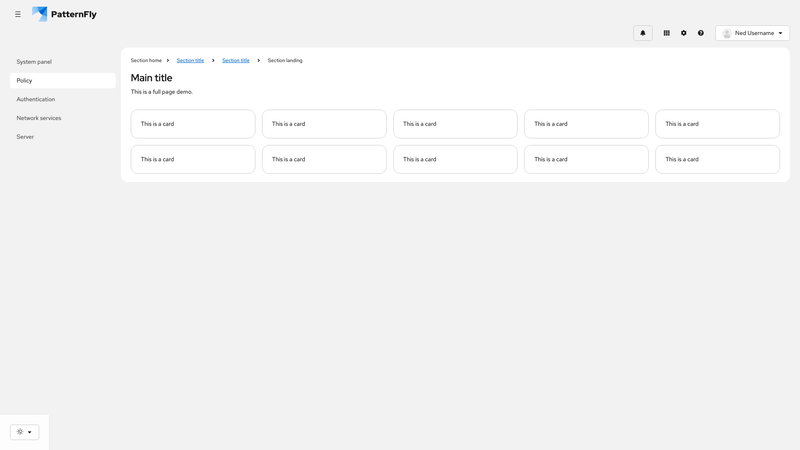 PatternFly
Ned Username
System panel
Policy
Authentication
Network services
Server
Section home Section title Section title Section landing
Main title
This is a full page demo.
This is a card This is a card This is a card This is a card This is a card
This is a card This is a card This is a card This is a card This is a card